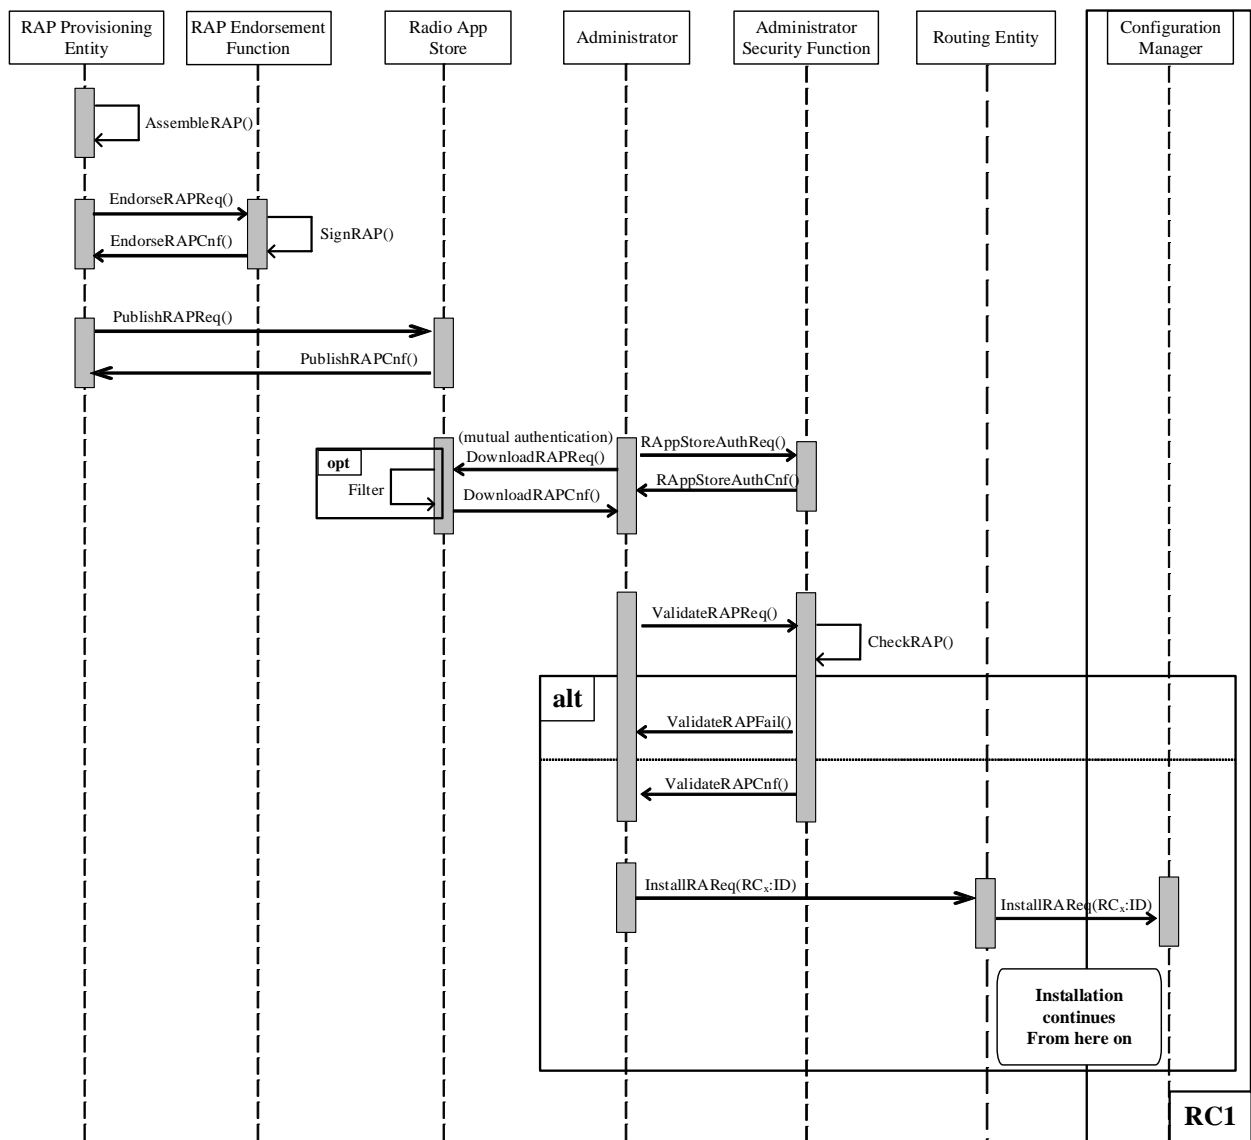 RAP Provisioning
Entity
RAP Endorsement
Function
Radio App
Store
Administrator
Administrator
Security Function
Routing Entity
Configuration
Manager
AssembleRAP()
EndorseRAPReq()
SignRAP()
EndorseRAPCnf()
PublishRAPReq()
PublishRAPCnf()
(mutual authentication)
RAppStoreAuthReq()
opt
DownloadRAPReq()
Filter
RAppStoreAuthCnf()
DownloadRAPCnf()
ValidateRAPReq()
CheckRAP()
alt
ValidateRAPFail()
ValidateRAPCnf()
InstallRAReq(RCₓ:ID)
InstallRAReq(RCₓ:ID)
Installation
continues
From here on
RC1